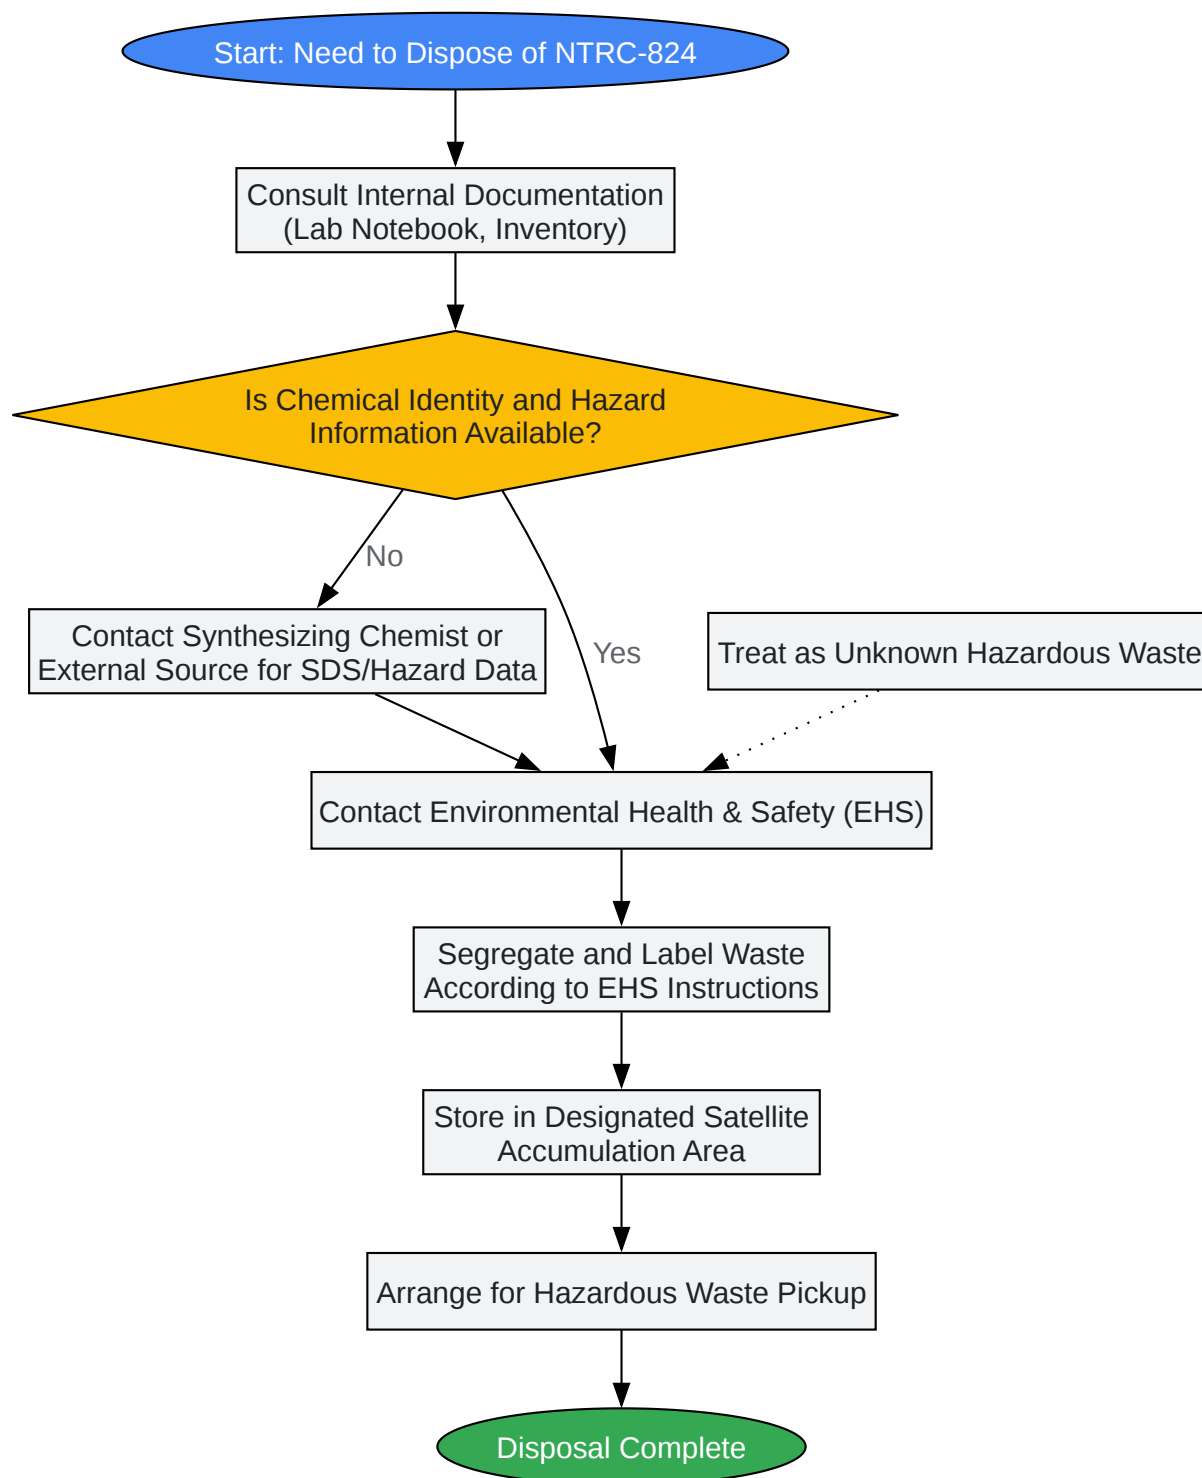 Start: Need to Dispose of NTRC-824
Consult Internal Documentation
(Lab Notebook, Inventory)
Is Chemical Identity and Hazard
Information Available?
No
Contact Synthesizing Chemist or
External Source for SDS/Hazard Data
Yes
Treat as Unknown Hazardous Waste
Contact Environmental Health & Safety (EHS)
Segregate and Label Waste
According to EHS Instructions
Store in Designated Satellite
Accumulation Area
Arrange for Hazardous Waste Pickup
Disposal Complete